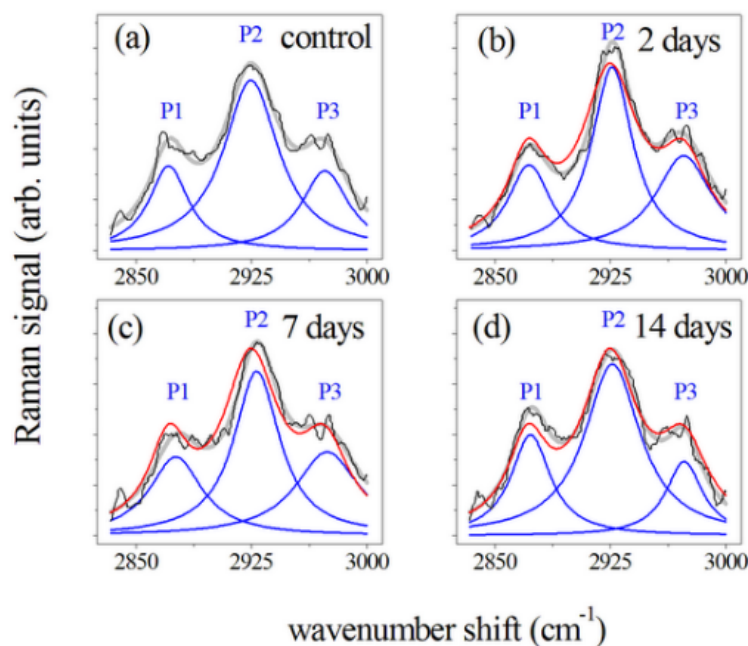 (a) control
P1 P2 P3
2850 2925 3000
(b) 2 days
P1 P2 P3
2850 2925 3000
(c) 7 days
P1 P2 P3
2850 2925 3000
(d) 14 days
P1 P2 P3
2850 2925 3000
Raman signal (arb. units)
wavenumber shift (cm⁻¹)